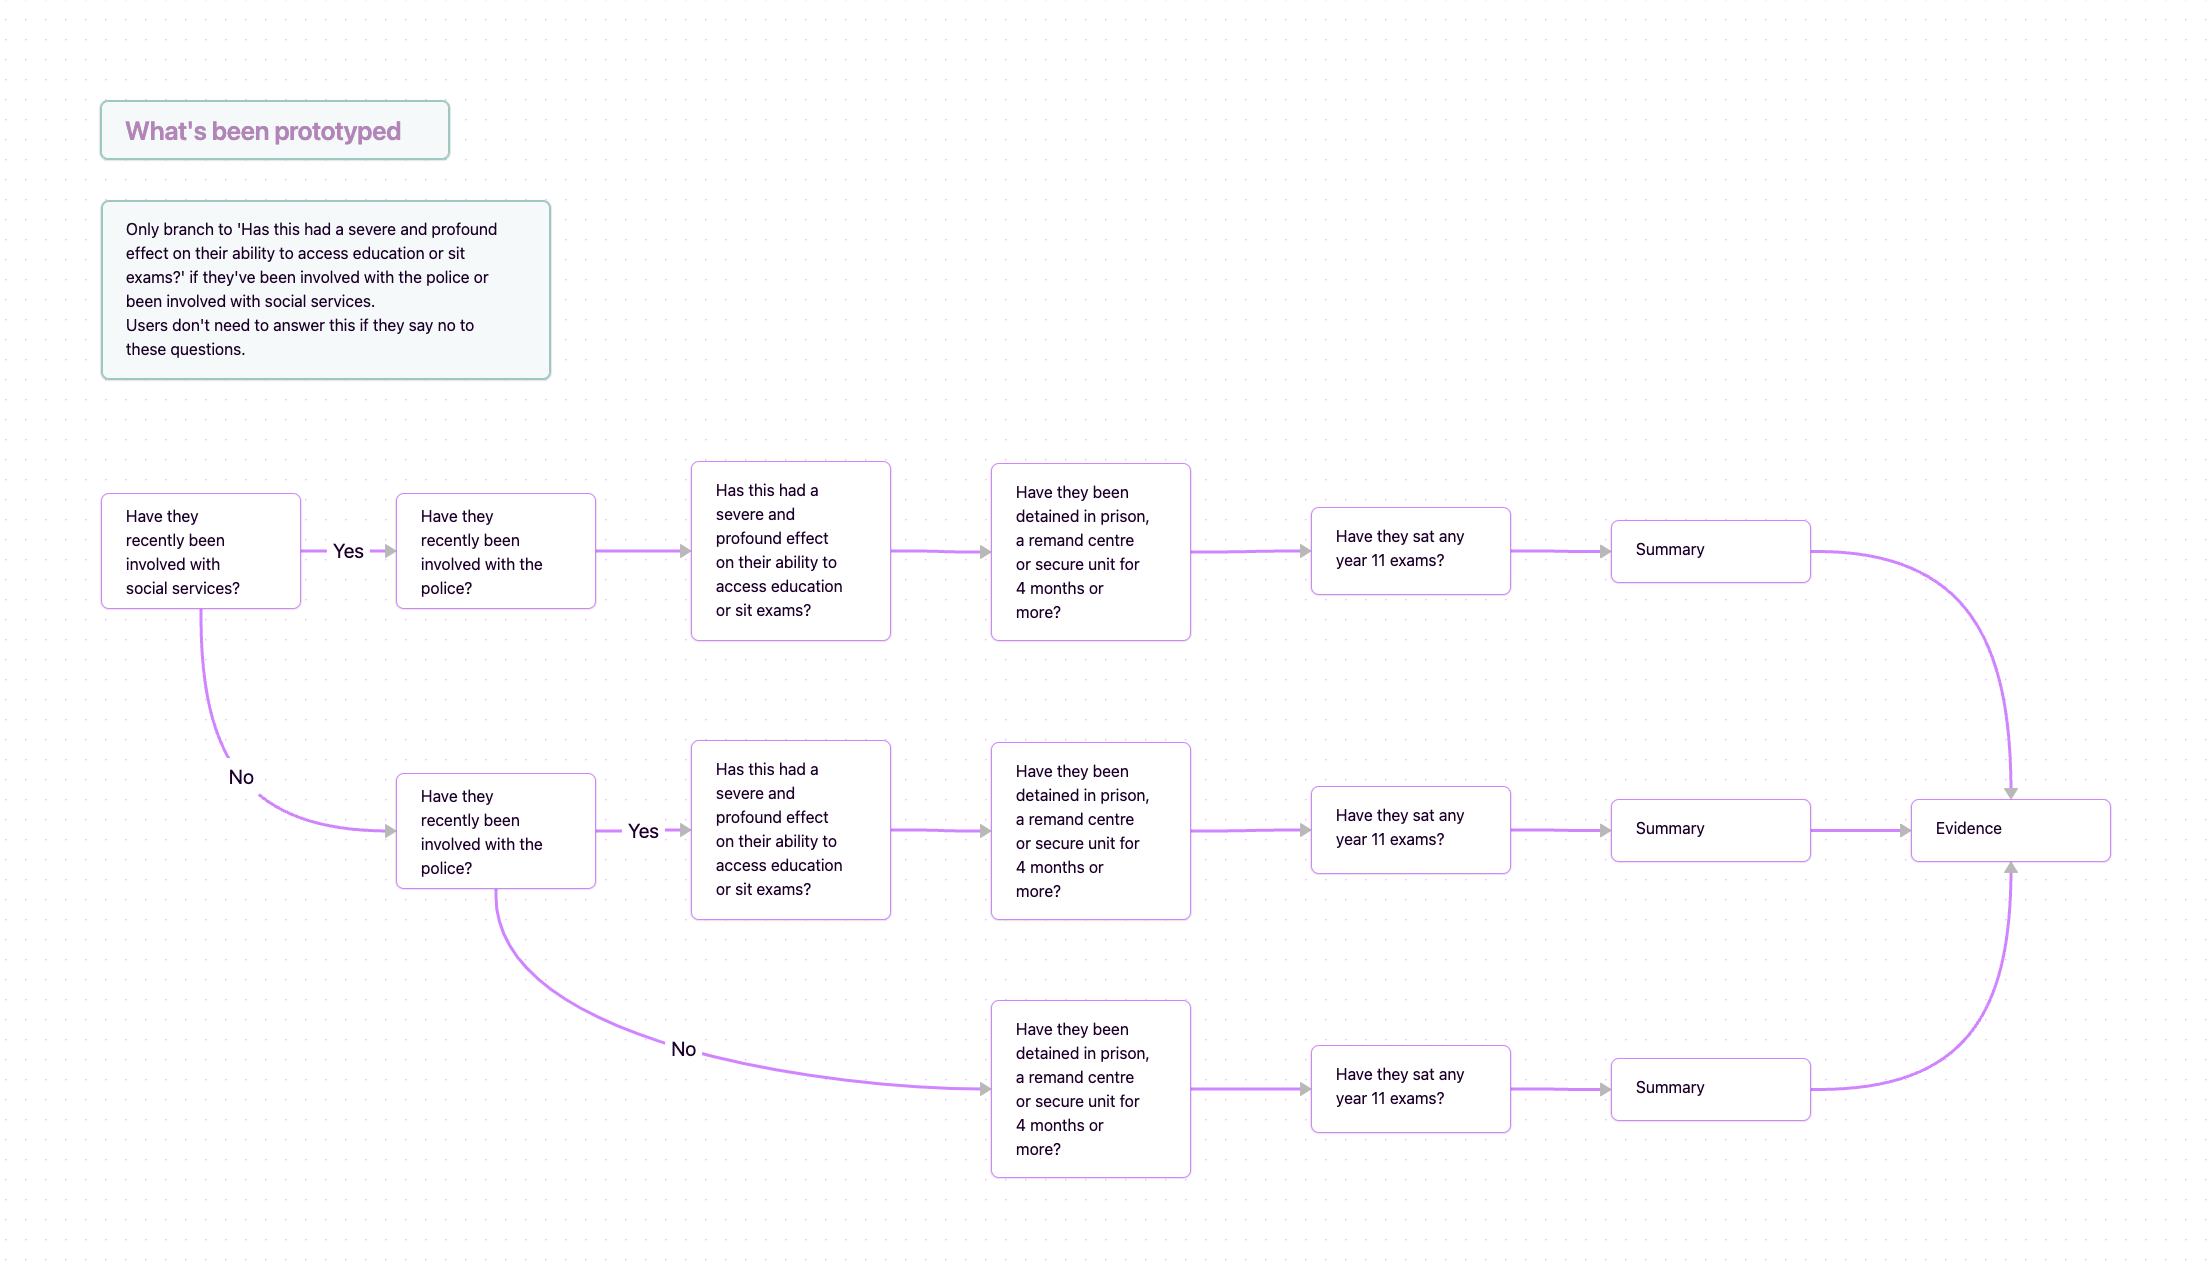 What's been prototyped
Only branch to 'Has this had a severe and profound
effect on their ability to access education or sit
exams?' if they've been involved with the police or
been involved with social services.
Users don't need to answer this if they say no to
these questions.
Have they
recently been
involved with
social services?
Yes
Have they
recently been
involved with the
police?
Has this had a
severe and
profound effect
on their ability to
access education
or sit exams?
Have they been
detained in prison,
a remand centre
or secure unit for
4 months or
more?
Have they sat any
year 11 exams?
Summary
No
Have they
recently been
involved with the
police?
Yes
Has this had a
severe and
profound effect
on their ability to
access education
or sit exams?
Have they been
detained in prison,
a remand centre
or secure unit for
4 months or
more?
Have they sat any
year 11 exams?
Summary
Evidence
No
Have they been
detained in prison,
a remand centre
or secure unit for
4 months or
more?
Have they sat any
year 11 exams?
Summary